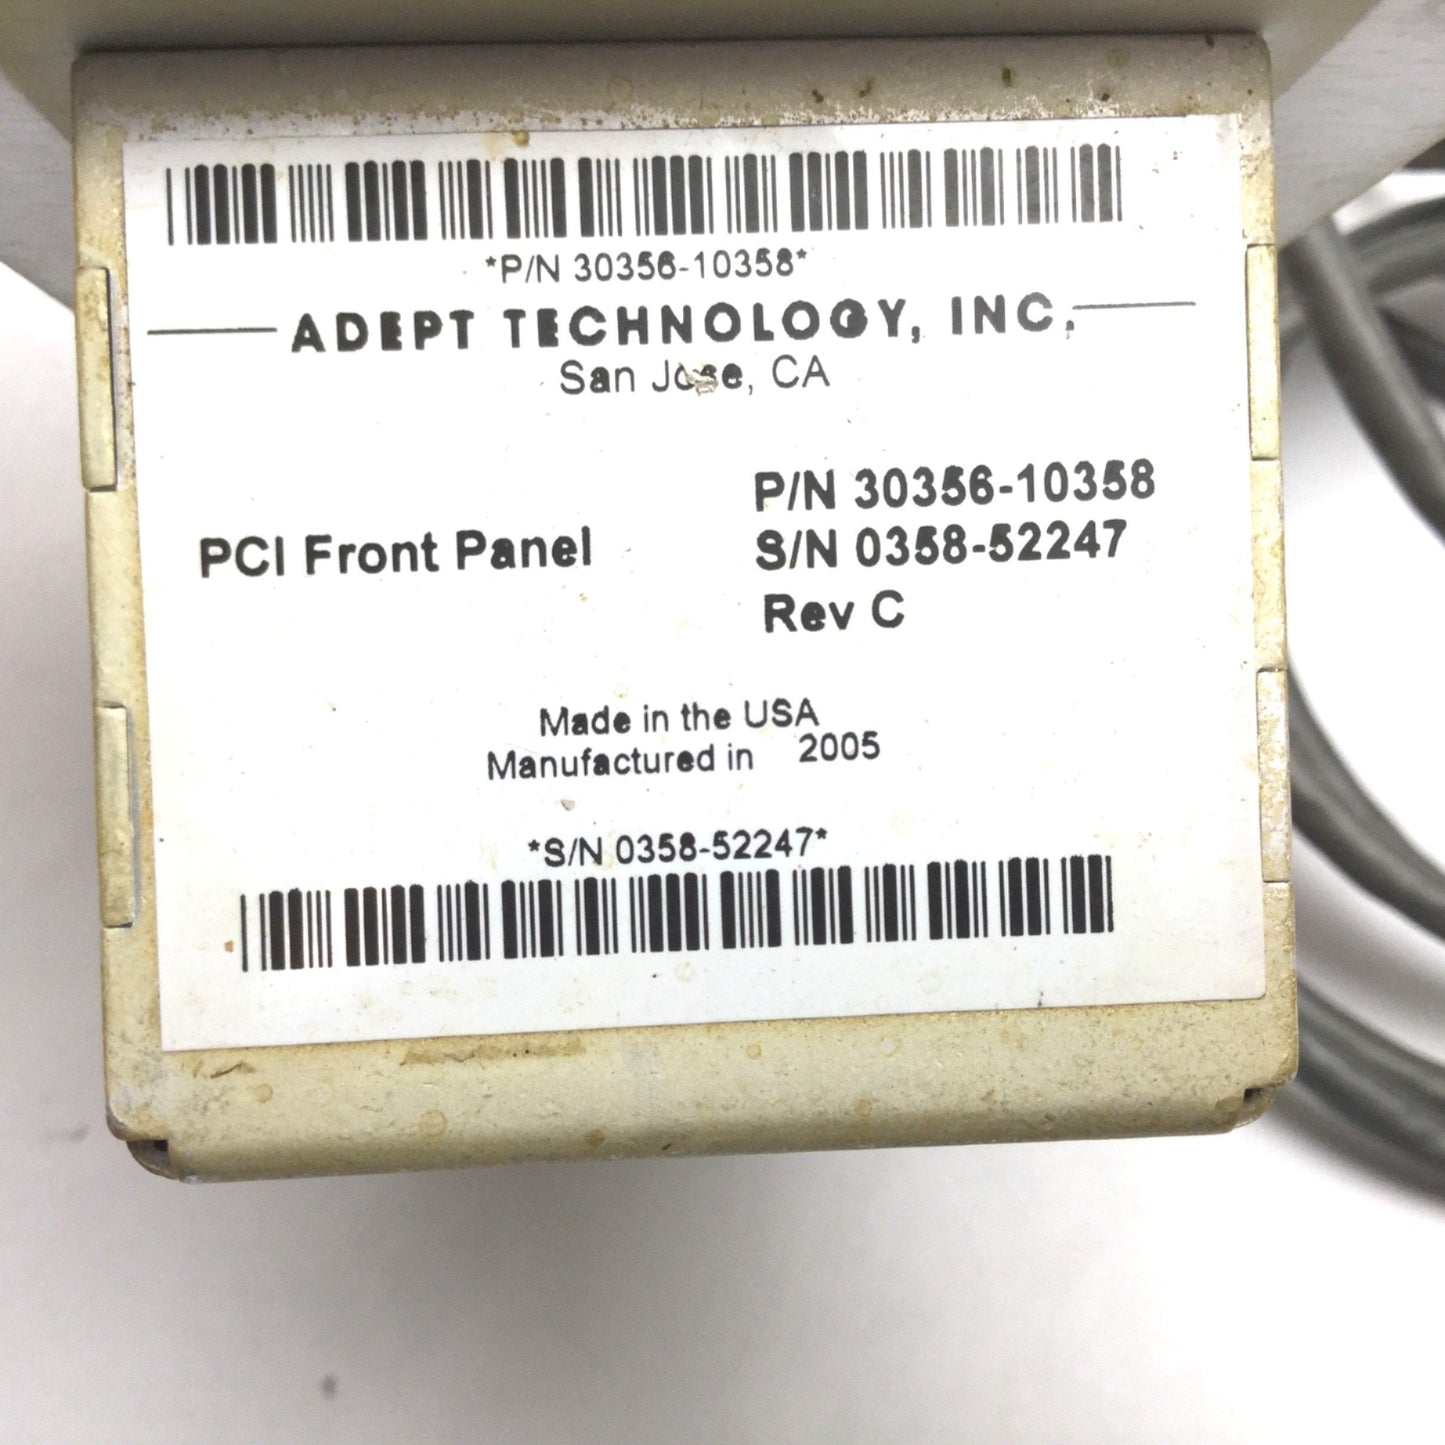 *P/N 30356-10358*
ADEPT TECHNOLOGY, INC.
San Jose, CA
P/N 30356-10358
PCI Front Panel
S/N 0358-52247
Rev C
Made in the USA
Manufactured in 2005
*S/N 0358-52247*